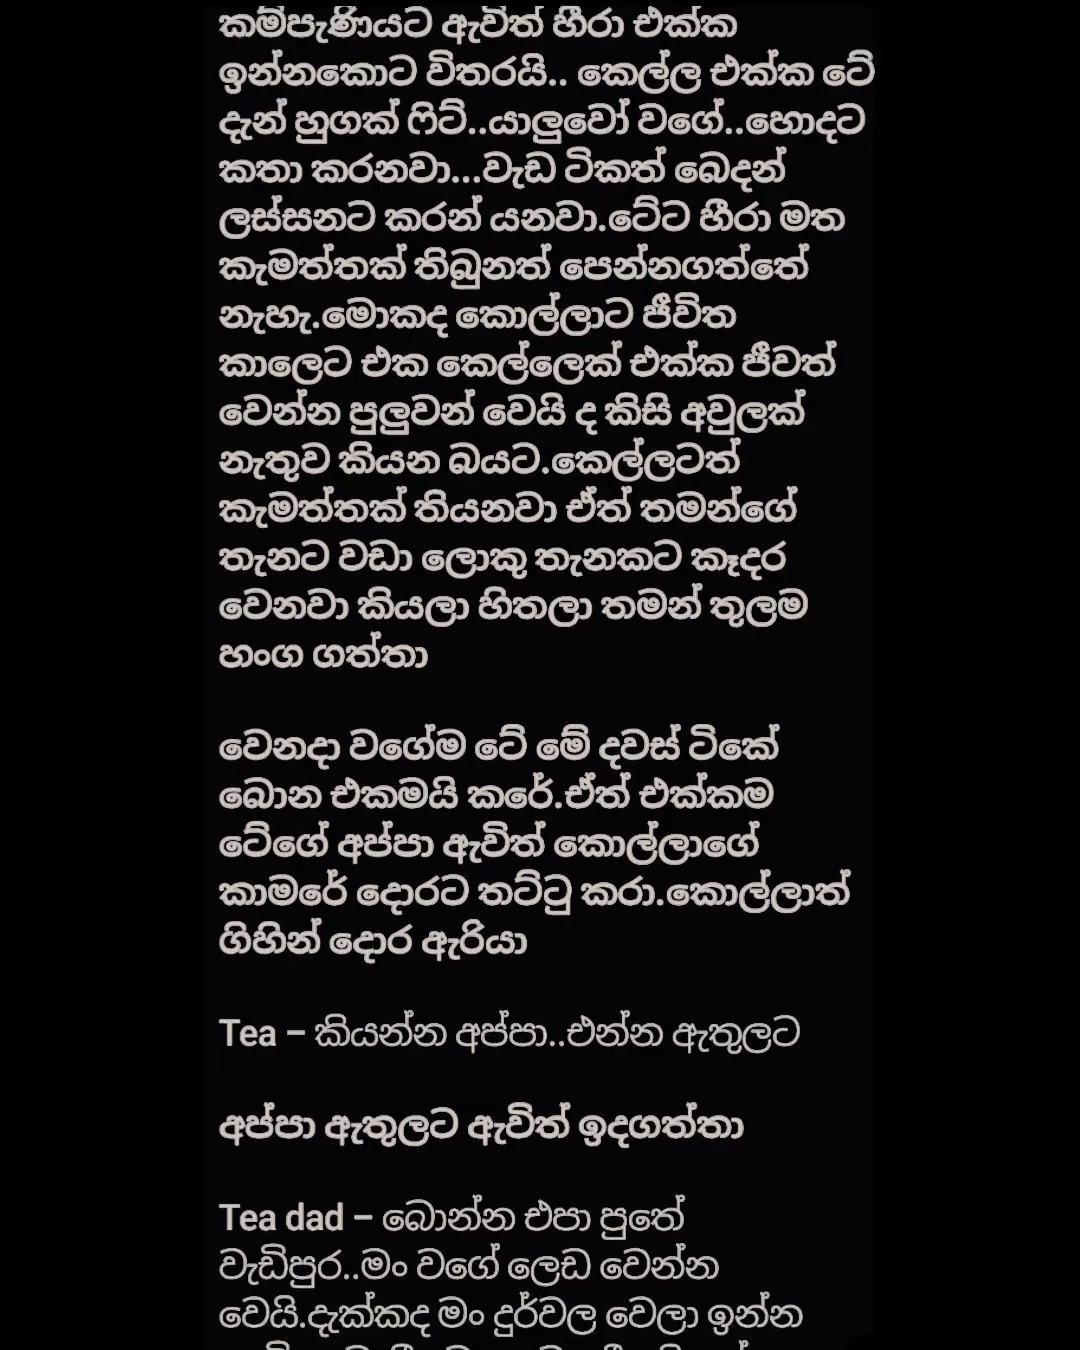 කම්පැණියට ඇවිත් හීරා එක්ක
ඉන්නකොට විතරයි.. කෙල්ල එක්ක ටේ
දැන් හුගක් ෆිට්..යාලුවෝ වගේ..හොදට
කතා කරනවා...වැඩ ටිකත් බෙදන්
ලස්සනට කරන් යනවා.ටේට හීරා මත
කැමත්තක් තිබුනත් පෙන්නගත්තේ
නැහැ.මොකද කොල්ලාට ජීවිත
කාලෙට එක කෙල්ලෙක් එක්ක ජීවත්
වෙන්න පුලුවන් වෙයි ද කිසි අවුලක්
නැතුව කියන බයට.කෙල්ලටත්
කැමත්තක් තියනවා ඒත් තමන්ගේ
තැනට වඩා ලොකු තැනකට කෑදර
වෙනවා කියලා හිතලා තමන් තුලම
හංග ගත්තා
වෙනදා වගේම ටේ මේ දවස් ටිකේ
බොන එකමයි කරේ.ඒත් එක්කම
ටේගේ අප්පා ඇවිත් කොල්ලාගේ
කාමරේ දොරට තට්ටු කරා.කොල්ලාත්
ගිහින් දොර ඇරියා
Tea – කියන්න අප්පා..එන්න ඇතුලට
අප්පා ඇතුලට ඇවිත් ඉදගත්තා
Tea dad – බොන්න එපා පුතේ
වැඩිපුර..මං වගේ ලෙඩ වෙන්න
වෙයි.දැක්කද මං දුර්වල වෙලා ඉන්න